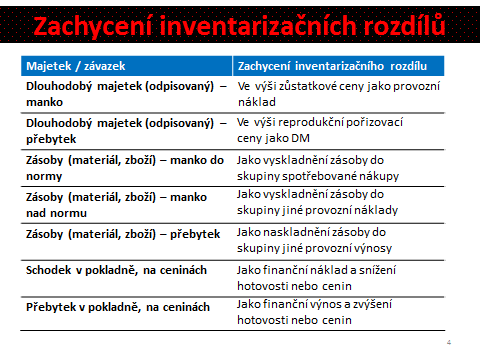 Zachycení inventarizačních rozdílů
Majetek / závazek Zachycení inventarizačního rozdílu
Dlouhodobý majetek (odpisovaný) – Ve výši zůstatkové ceny jako provozní
manko náklad
Dlouhodobý majetek (odpisovaný) – Ve výši reprodukční pořizovací
přebytek ceny jako DM
Zásoby (materiál, zboží) – manko do Jako vyskladnění zásoby do
normy skupiny spotřebované nákupy
Zásoby (materiál, zboží) – manko Jako vyskladnění zásoby do
nad normu skupiny jiné provozní náklady
Zásoby (materiál, zboží) – přebytek Jako naskladnění zásoby do
skupiny jiné provozní výnosy
Schodek v pokladně, na ceninách Jako finanční náklad a snížení
hotovosti nebo cenin
Přebytek v pokladně, na ceninách Jako finanční výnos a zvýšení
hotovosti nebo cenin
4